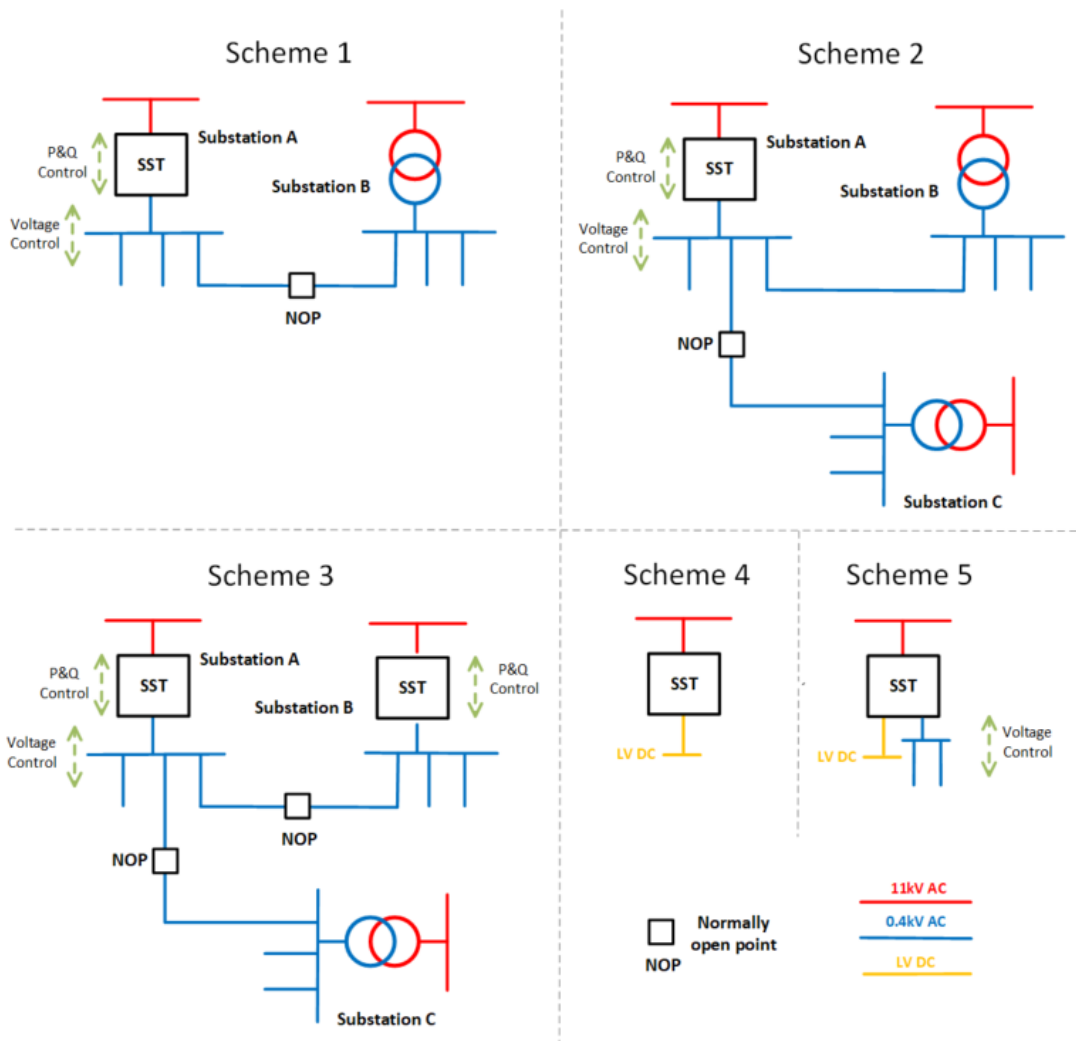 Scheme 1
Substation A
P&Q
Control
SST
Substation B
Voltage
Control
NOP
Scheme 2
Substation A
P&Q
Control
SST
Substation B
Voltage
Control
NOP
Substation C
Scheme 3
Substation A
P&Q
Control
SST
Substation B
SST
P&Q
Control
Voltage
Control
NOP
NOP
Substation C
Scheme 4
SST
LV DC
Scheme 5
SST
LV DC
Voltage
Control
Normally
open point
NOP
11kV AC
0.4kV AC
LV DC